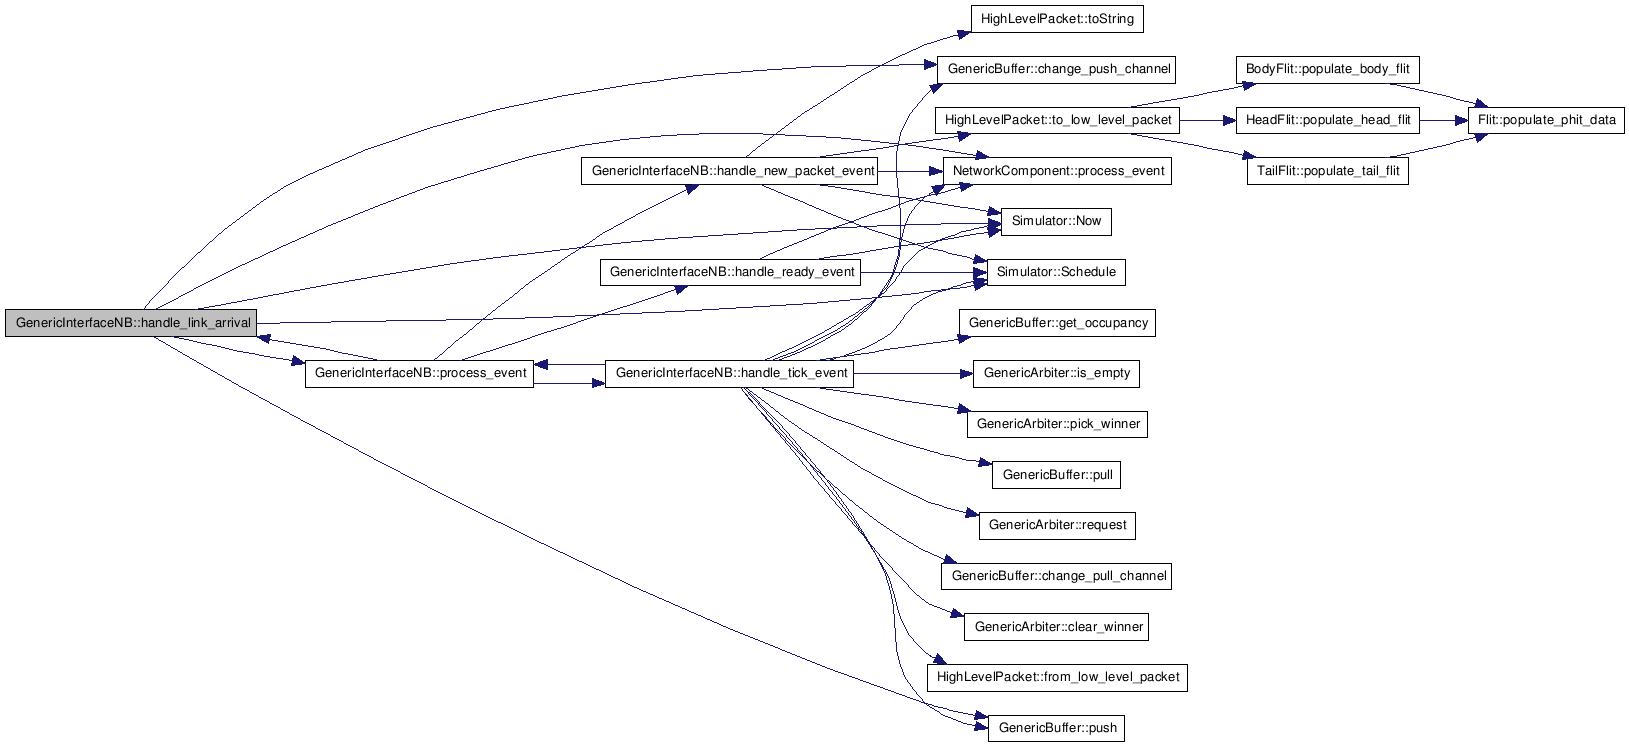 HighLevelPacket::toString
GenericBuffer::change_push_channel
BodyFlit::populate_body_flit
HighLevelPacket::to_low_level_packet
HeadFlit::populate_head_flit
Flit::populate_phit_data
GenericInterfaceNB::handle_new_packet_event
NetworkComponent::process_event
TailFlit::populate_tail_flit
Simulator::Now
GenericInterfaceNB::handle_ready_event
Simulator::Schedule
GenericInterfaceNB::handle_link_arrival
GenericBuffer::get_occupancy
GenericInterfaceNB::process_event
GenericInterfaceNB::handle_tick_event
GenericArbiter::is_empty
GenericArbiter::pick_winner
GenericBuffer::pull
GenericArbiter::request
GenericBuffer::change_pull_channel
GenericArbiter::clear_winner
HighLevelPacket::from_low_level_packet
GenericBuffer::push